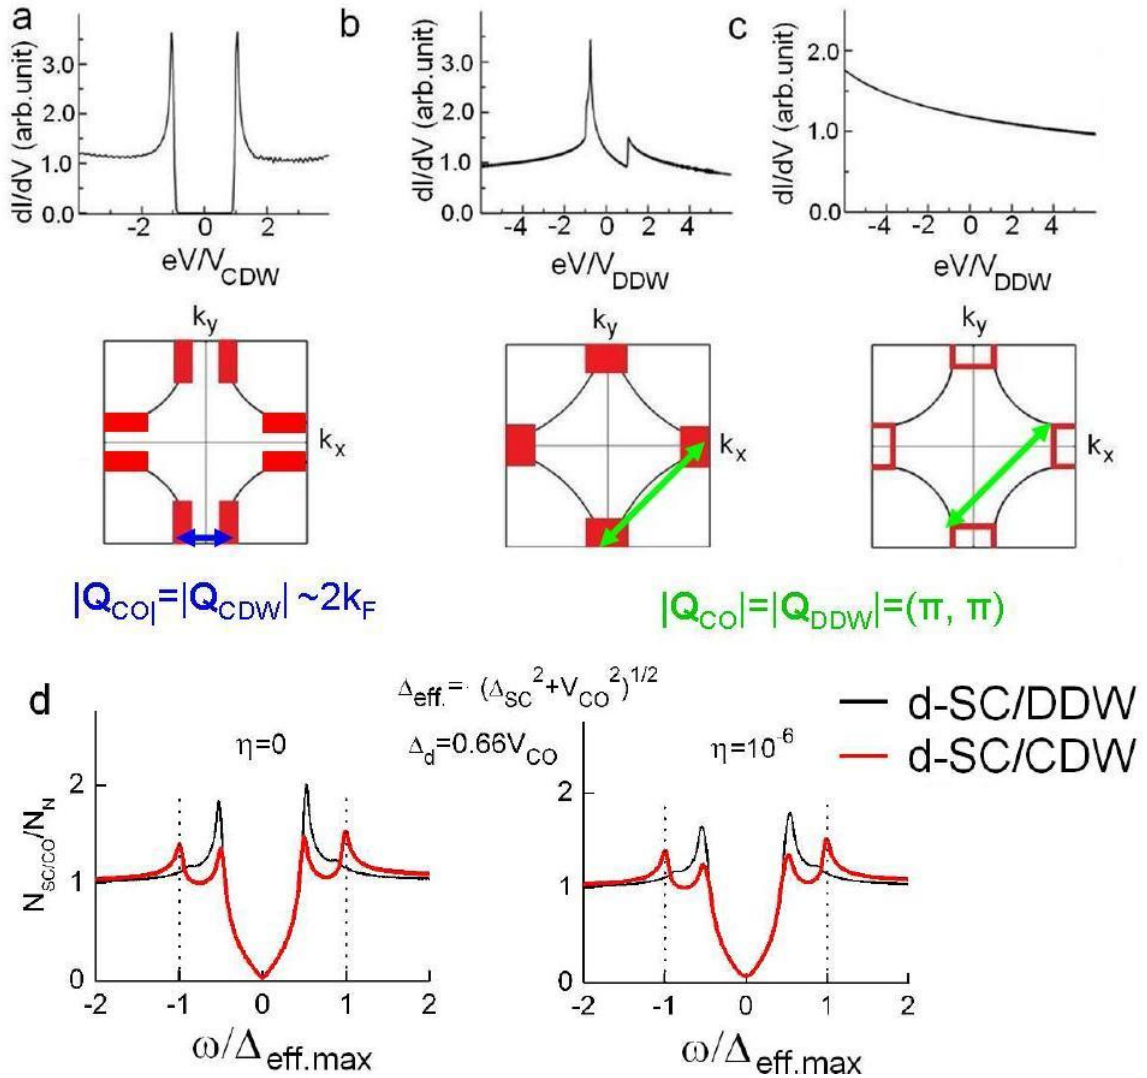 a
dI/dV (arb.unit)
3.0
2.0
1.0
0.0
-2 0 2
eV/V_CDW
b
dI/dV (arb.unit)
3.0
2.0
1.0
0.0
-4 -2 0 2 4
eV/V_DDW
c
dI/dV (arb.unit)
2.0
1.0
0.0
-4 -2 0 2 4
eV/V_DDW
k_y
k_x
k_y
k_x
k_y
k_x
|Q_CO|=|Q_CDW| ~2k_F
|Q_CO|=|Q_DDW|=(π, π)
d
Δ_eff.=· (Δ_SC²+V_CO²)^1/2
Δ_d=0.66V_CO
η=0
N_SC/CO/N_N
2
1
0
-2 -1 0 1 2
ω/Δ_eff.max
η=10⁻⁶
2
1
0
-2 -1 0 1 2
ω/Δ_eff.max
d-SC/DDW
d-SC/CDW